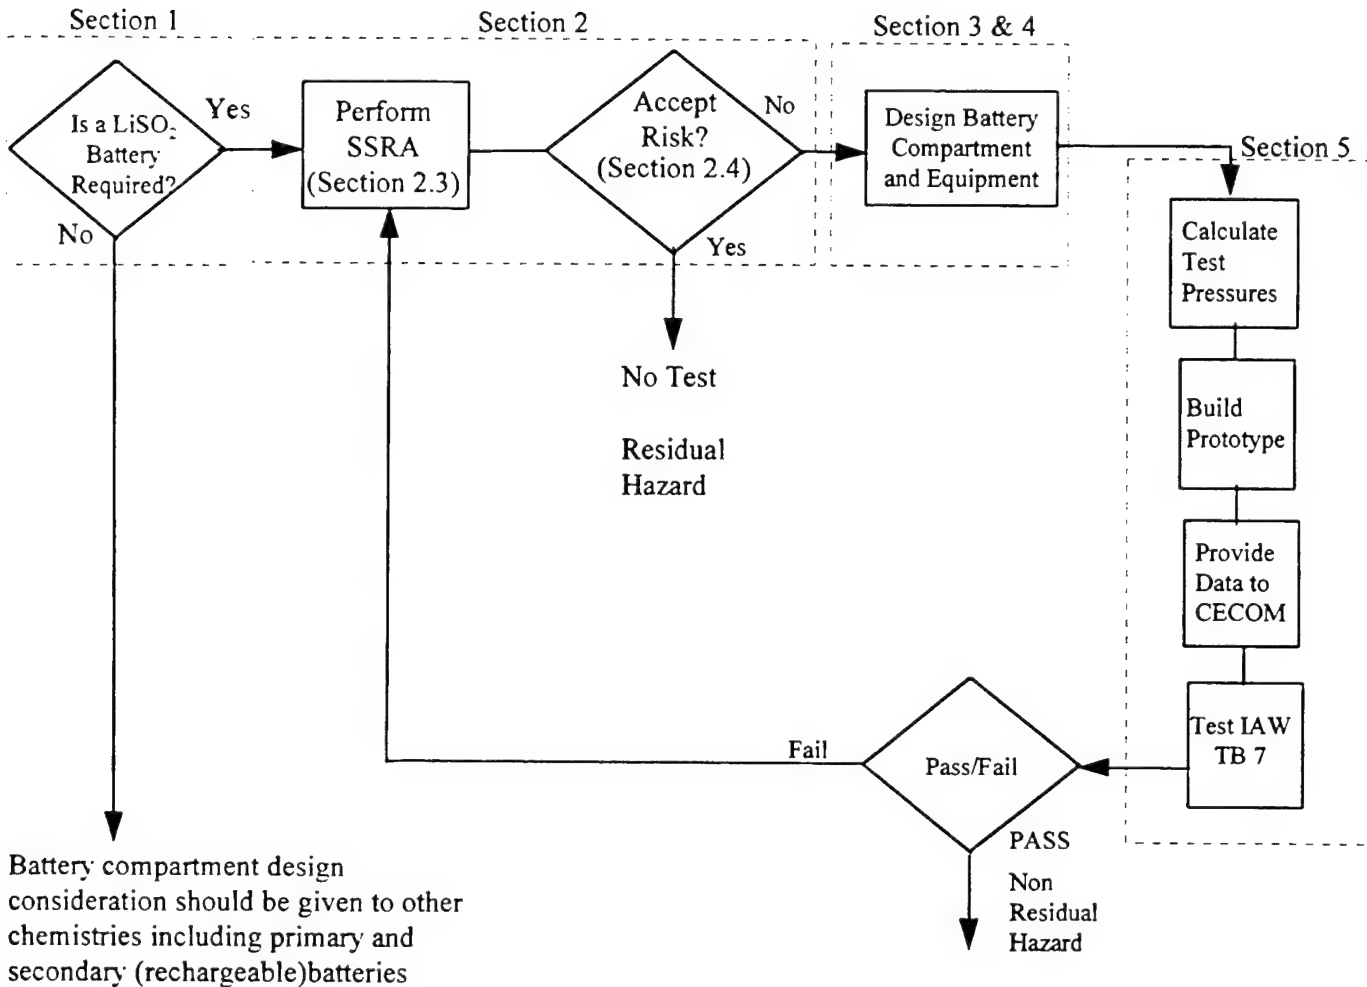 Section 1
Section 2
Section 3 & 4
Section 5
Is a LiSO₂
Battery
Required?
Yes
No
Perform
SSRA
(Section 2.3)
Accept
Risk?
(Section 2.4)
No
Yes
No Test
Residual
Hazard
Design Battery
Compartment
and Equipment
Calculate
Test
Pressures
Build
Prototype
Provide
Data to
CECOM
Test IAW
TB 7
Pass/Fail
Fail
PASS
Non
Residual
Hazard
Battery compartment design
consideration should be given to other
chemistries including primary and
secondary (rechargeable)batteries